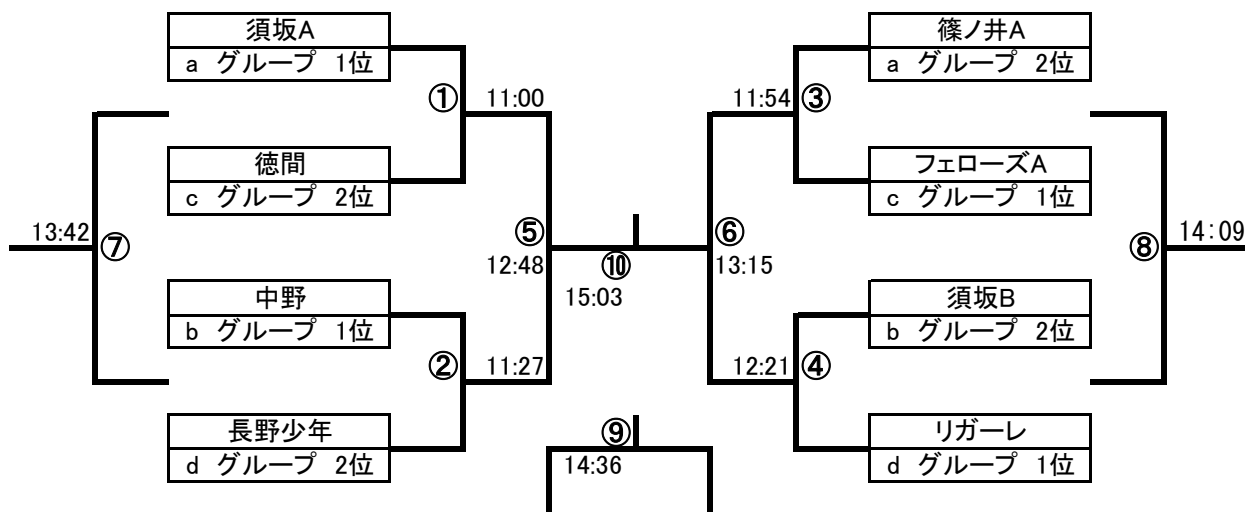 須坂A
a グループ 1位
① 11:00
徳間
c グループ 2位
13:42 ⑦
⑤
12:48
中野
b グループ 1位
② 11:27
長野少年
d グループ 2位
⑩
15:03
⑨
14:36
篠ノ井A
a グループ 2位
11:54 ③
フェローズA
c グループ 1位
⑥
13:15
⑧ 14:09
須坂B
b グループ 2位
12:21 ④
リガーレ
d グループ 1位